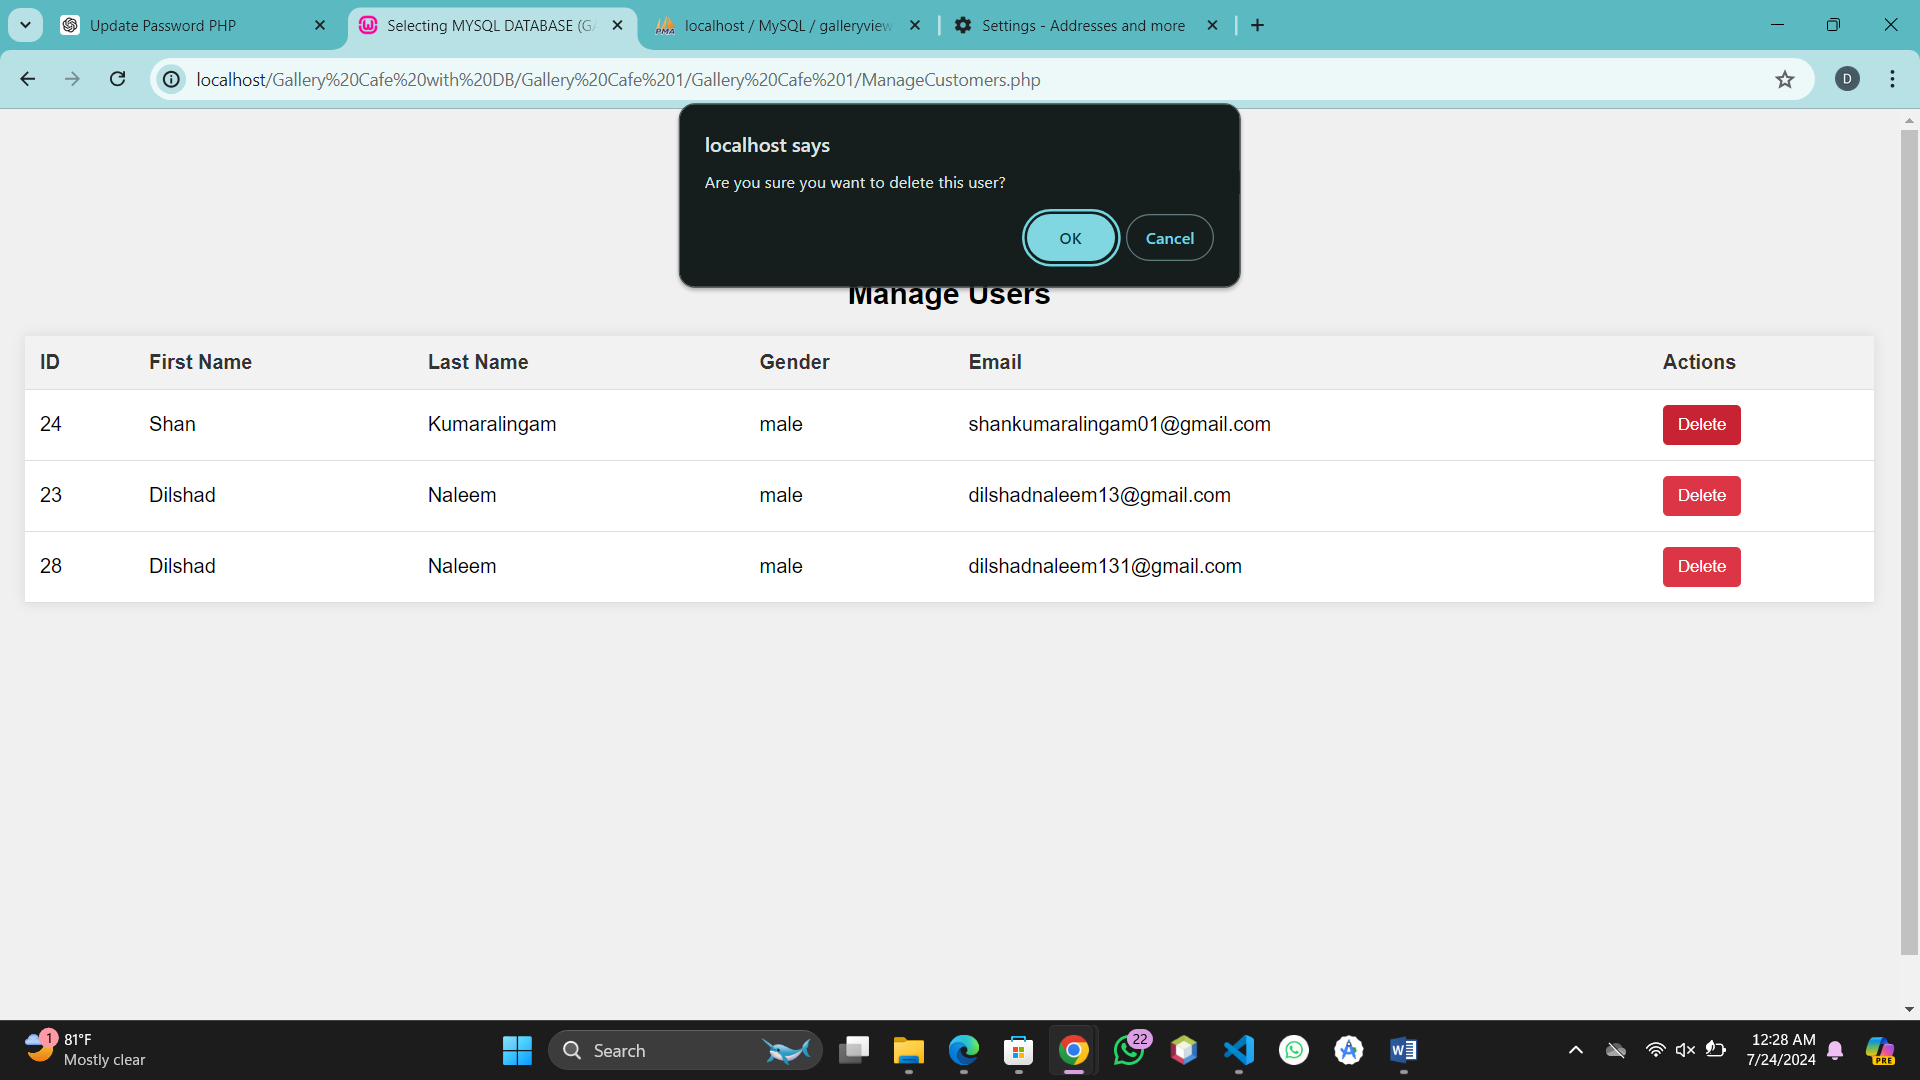 Update Password PHP
Selecting MYSQL DATABASE (GA
localhost / MySQL / galleryview
Settings - Addresses and more
localhost/Gallery%20Cafe%20with%20DB/Gallery%20Cafe%201/Gallery%20Cafe%201/ManageCustomers.php
D
localhost says
Are you sure you want to delete this user?
OK Cancel
Manage Users
ID First Name Last Name Gender Email Actions
24 Shan Kumaralingam male shankumaralingam01@gmail.com Delete
23 Dilshad Naleem male dilshadnaleem13@gmail.com Delete
28 Dilshad Naleem male dilshadnaleem131@gmail.com Delete
1
81°F
Mostly clear
Search
22
W
12:28 AM
7/24/2024
PRE